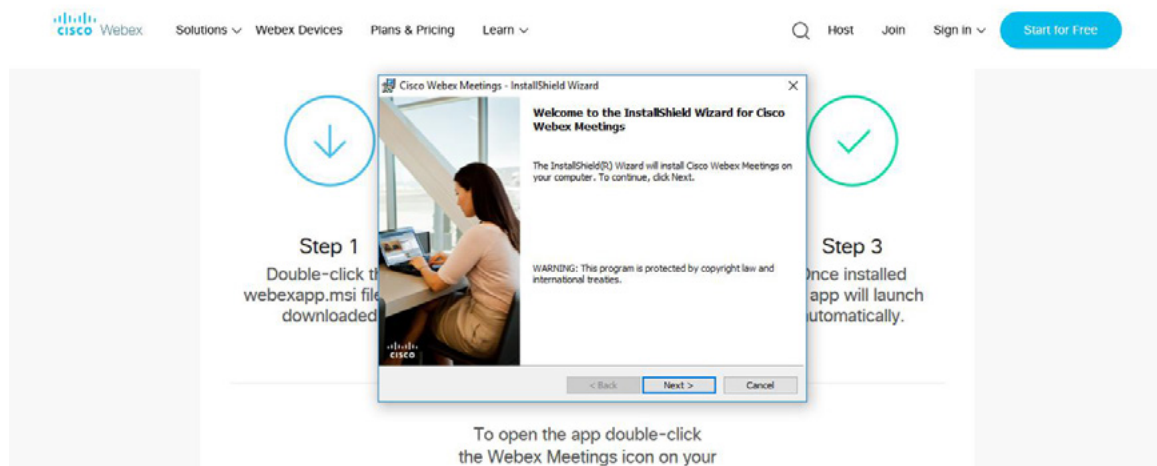 CISCO Webex Solutions Webex Devices Plans & Pricing Learn Host Join Sign in Start for Free
Cisco Webex Meetings - InstallShield Wizard
Welcome to the InstallShield Wizard for Cisco
Webex Meetings
The InstallShield(R) Wizard will install Cisco Webex Meetings on
your computer. To continue, click Next.
WARNING: This program is protected by copyright law and
international treaties.
CISCO
< Back Next > Cancel
Step 1
Double-click
webexapp.msi
downloaded
Step 3
installed
app will launch
To open the app double-click
the Webex Meetings icon on your